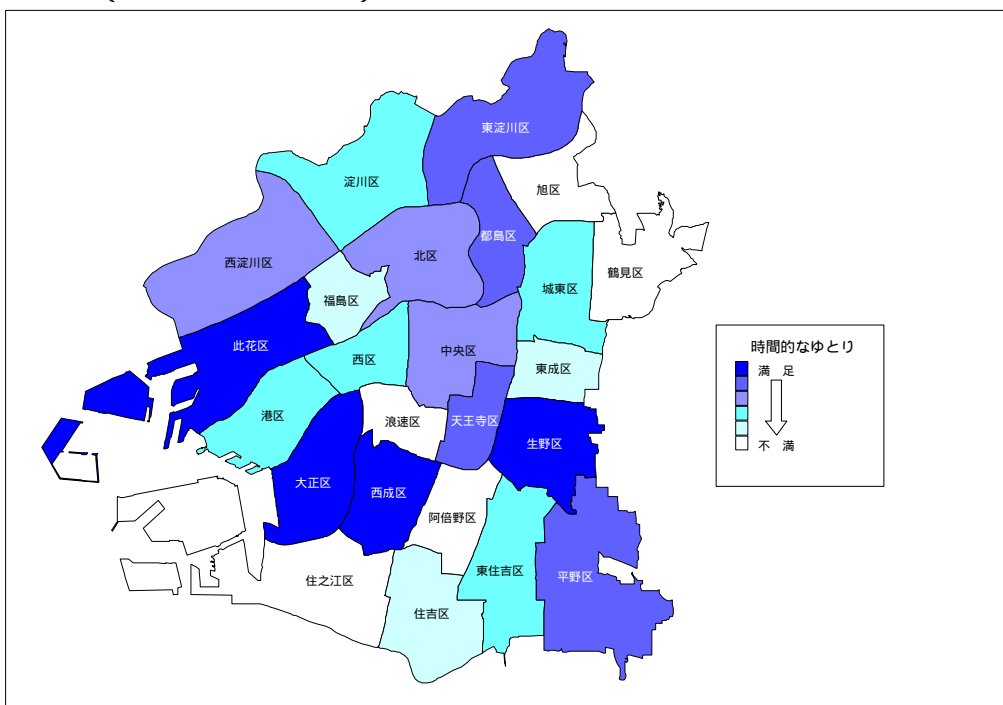 東淀川区
淀川区
旭区
都島区
北区
西淀川区
鶴見区
城東区
福島区
此花区
中央区
西区
東成区
港区
浪速区
天王寺区
生野区
大正区
西成区
阿倍野区
東住吉区
平野区
住之江区
住吉区
時間的なゆとり
満 足
不 満